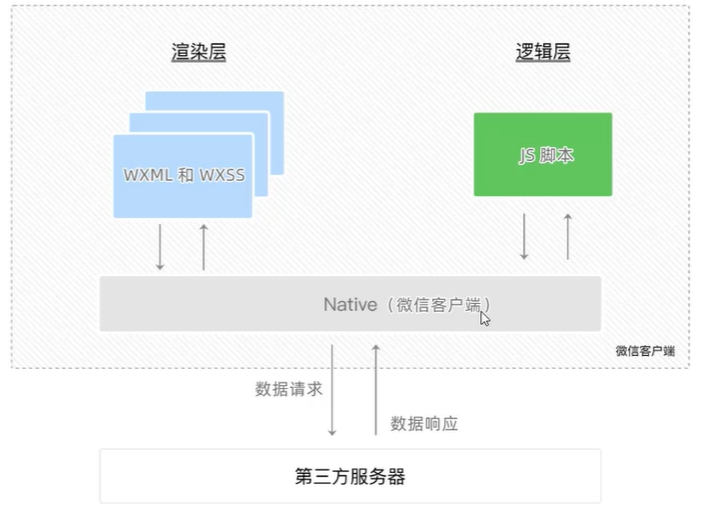 渲染层
逻辑层
WXML 和 WXSS
JS 脚本
Native（微信客户端）
微信客户端
数据请求
数据响应
第三方服务器